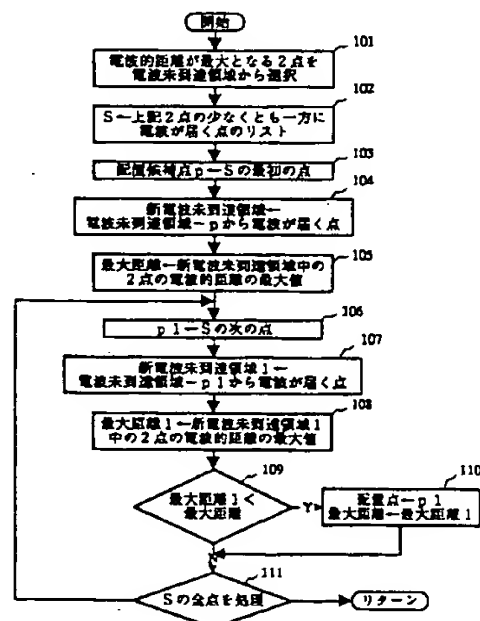 開始
101
電波的距離が最大となる2点を
電波未到達領域から選択
102
S←上記2点の少なくとも一方に
電波が届く点のリスト
103
配置候補点p←Sの最初の点
104
新電波未到達領域←
電波未到達領域−pから電波が届く点
105
最大距離←新電波未到達領域中の
2点の電波的距離の最大値
106
p1←Sの次の点
107
新電波未到達領域1←
電波未到達領域−p1から電波が届く点
108
最大距離1←新電波未到達領域1
中の2点の電波的距離の最大値
109
最大距離1<
最大距離
Y
110
配置点←p1
最大距離←最大距離1
N
111
Sの全点を処理
リターン